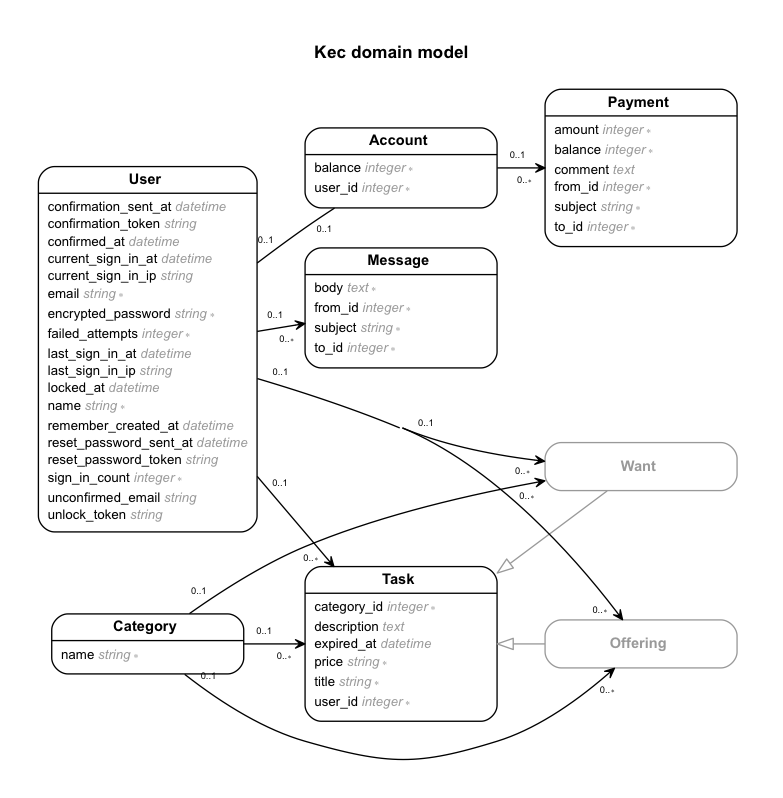 Kec domain model
User
confirmation_sent_at datetime
confirmation_token string
confirmed_at datetime
current_sign_in_at datetime
current_sign_in_ip string
email string *
encrypted_password string *
failed_attempts integer *
last_sign_in_at datetime
last_sign_in_ip string
locked_at datetime
name string *
remember_created_at datetime
reset_password_sent_at datetime
reset_password_token string
sign_in_count integer *
unconfirmed_email string
unlock_token string
Account
balance integer *
user_id integer *
Payment
amount integer *
balance integer *
comment text
from_id integer *
subject string *
to_id integer *
0..1
0..*
0..1
0..1
Message
body text *
from_id integer *
subject string *
to_id integer *
0..1
0..*
0..1
0..1
0..*
Want
0..*
0..1
0..*
0..1
Task
category_id integer *
description text
expired_at datetime
price string *
title string *
user_id integer *
0..*
Offering
Category
name string *
0..1
0..*
0..1
0..*